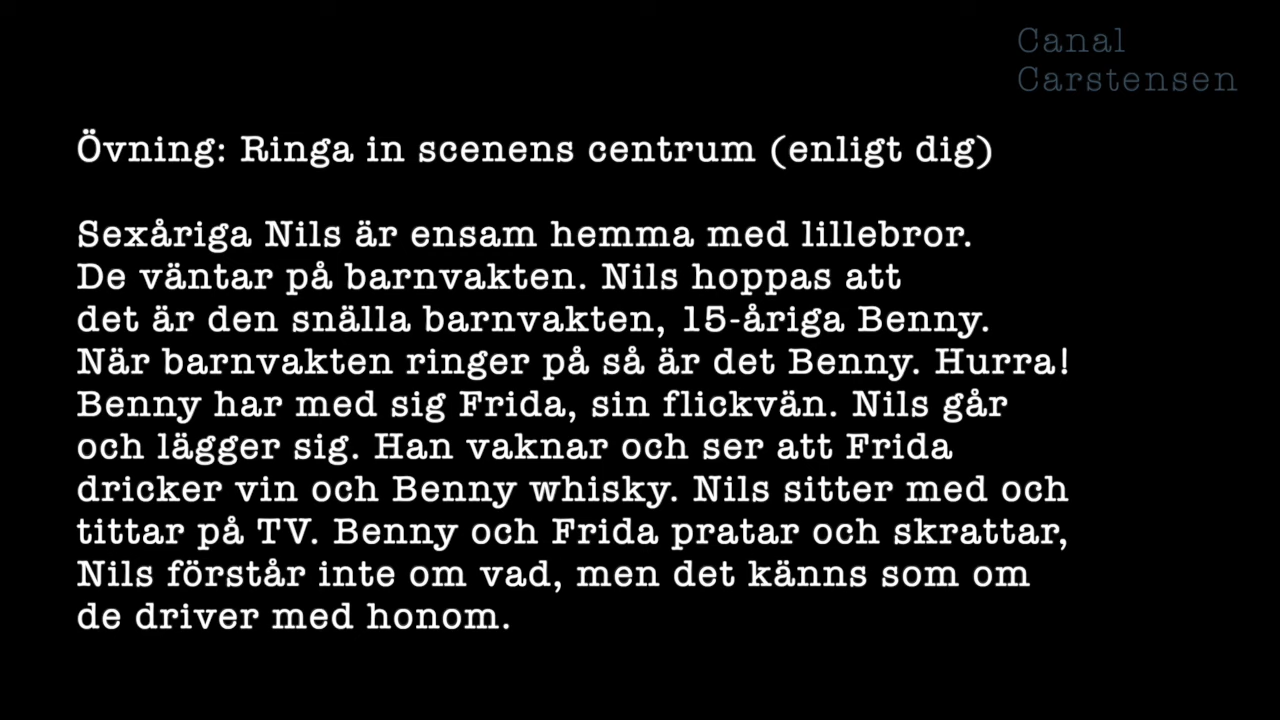 Canal
Carstensen
Övning: Ringa in scenens centrum (enligt dig)
Sexåriga Nils är ensam hemma med lillebror.
De väntar på barnvakten. Nils hoppas att
det är den snälla barnvakten, 15-åriga Benny.
När barnvakten ringer på så är det Benny. Hurra!
Benny har med sig Frida, sin flickvän. Nils går
och lägger sig. Han vaknar och ser att Frida
dricker vin och Benny whisky. Nils sitter med och
tittar på TV. Benny och Frida pratar och skrattar,
Nils förstår inte om vad, men det känns som om
de driver med honom.